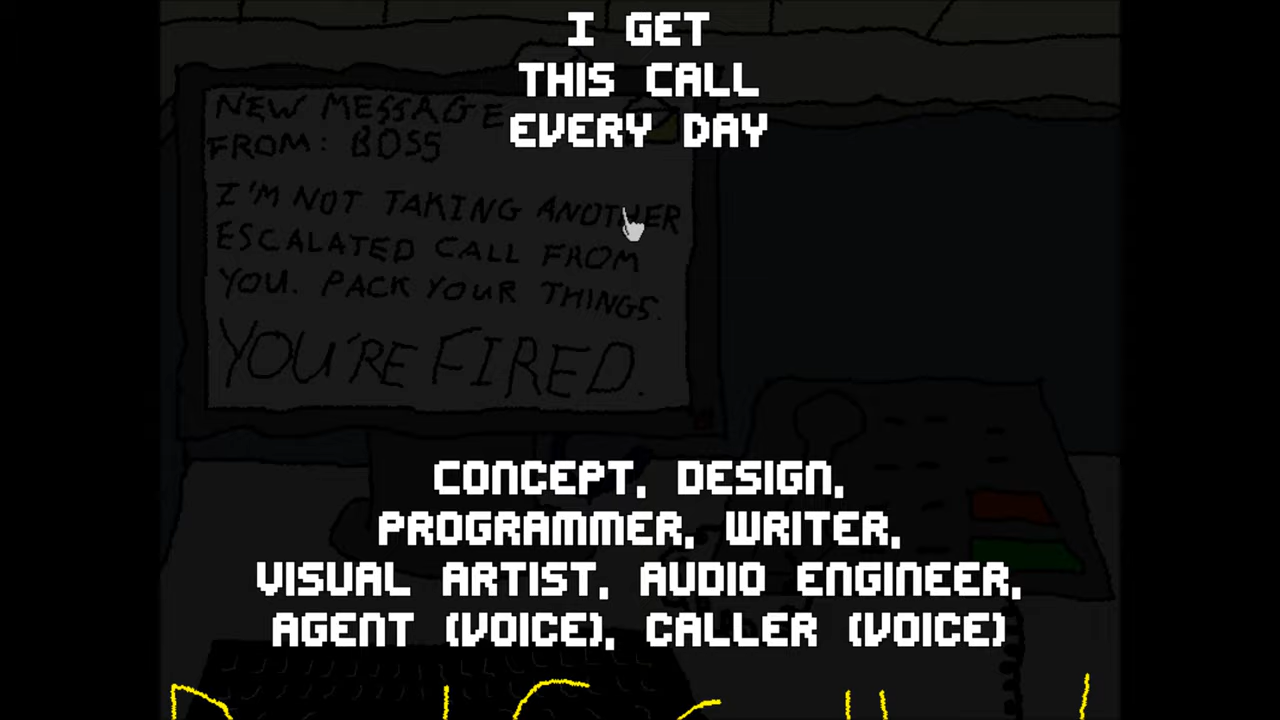 I GET
THIS CALL
EVERY DAY
NEW MESSAGE
FROM: BOSS
I'M NOT TAKING ANOTHER
ESCALATED CALL FROM
YOU. PACK YOUR THINGS.
YOU'RE FIRED.
CONCEPT, DESIGN,
PROGRAMMER, WRITER,
VISUAL ARTIST, AUDIO ENGINEER,
AGENT (VOICE), CALLER (VOICE)